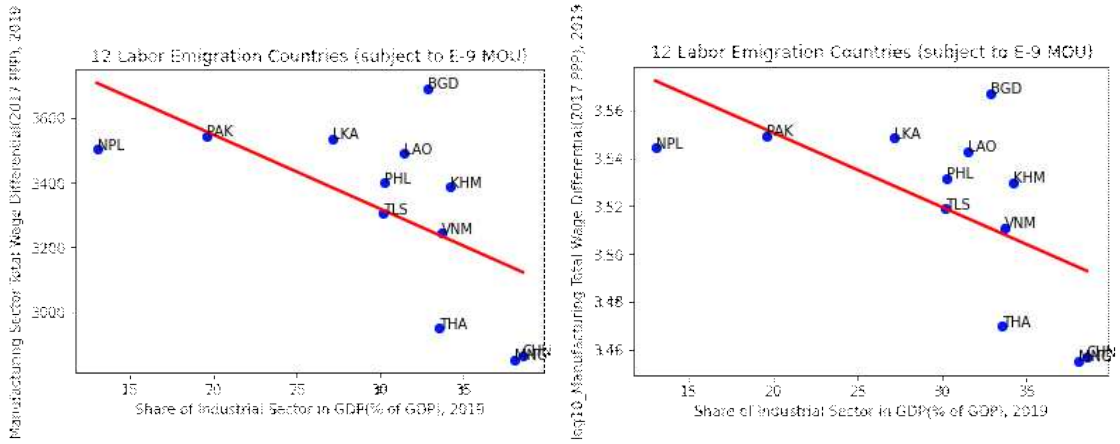 12 Labor Emigration Countries (subject to E-9 MOU)
Manufacturing Sector Total Wage Differential(2017 PPP), 2019
3600
3400
3200
3000
BGD
PAK
LKA
NPL
LAO
PHL
KHM
TLS
VNM
THA
CHN
MNG
15
20
25
30
35
Share of Industrial Sector in GDP(% of GDP), 2019
12 Labor Emigration Countries (subject to E-9 MOU)
log10_Manufacturing Total Wage Differential(2017 PPP), 2019
3.56
3.54
3.52
3.50
3.48
3.46
BGD
PAK
LKA
NPL
LAO
PHL
KHM
TLS
VNM
THA
CHN
MNG
15
20
25
30
35
Share of Industrial Sector in GDP(% of GDP), 2019